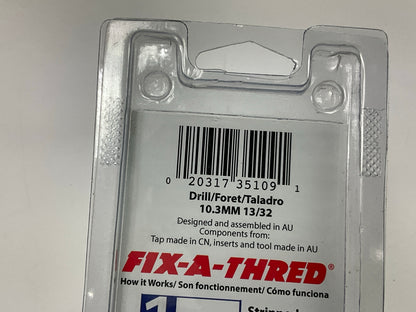 0 20317 35109 1
Drill/Foret/Taladro
10.3MM 13/32
Designed and assembled in AU
Components from:
Tap made in CN, inserts and tool made in AU
FIX-A-THRED®
How it Works/ Son fonctionnement/ Cómo funciona
1